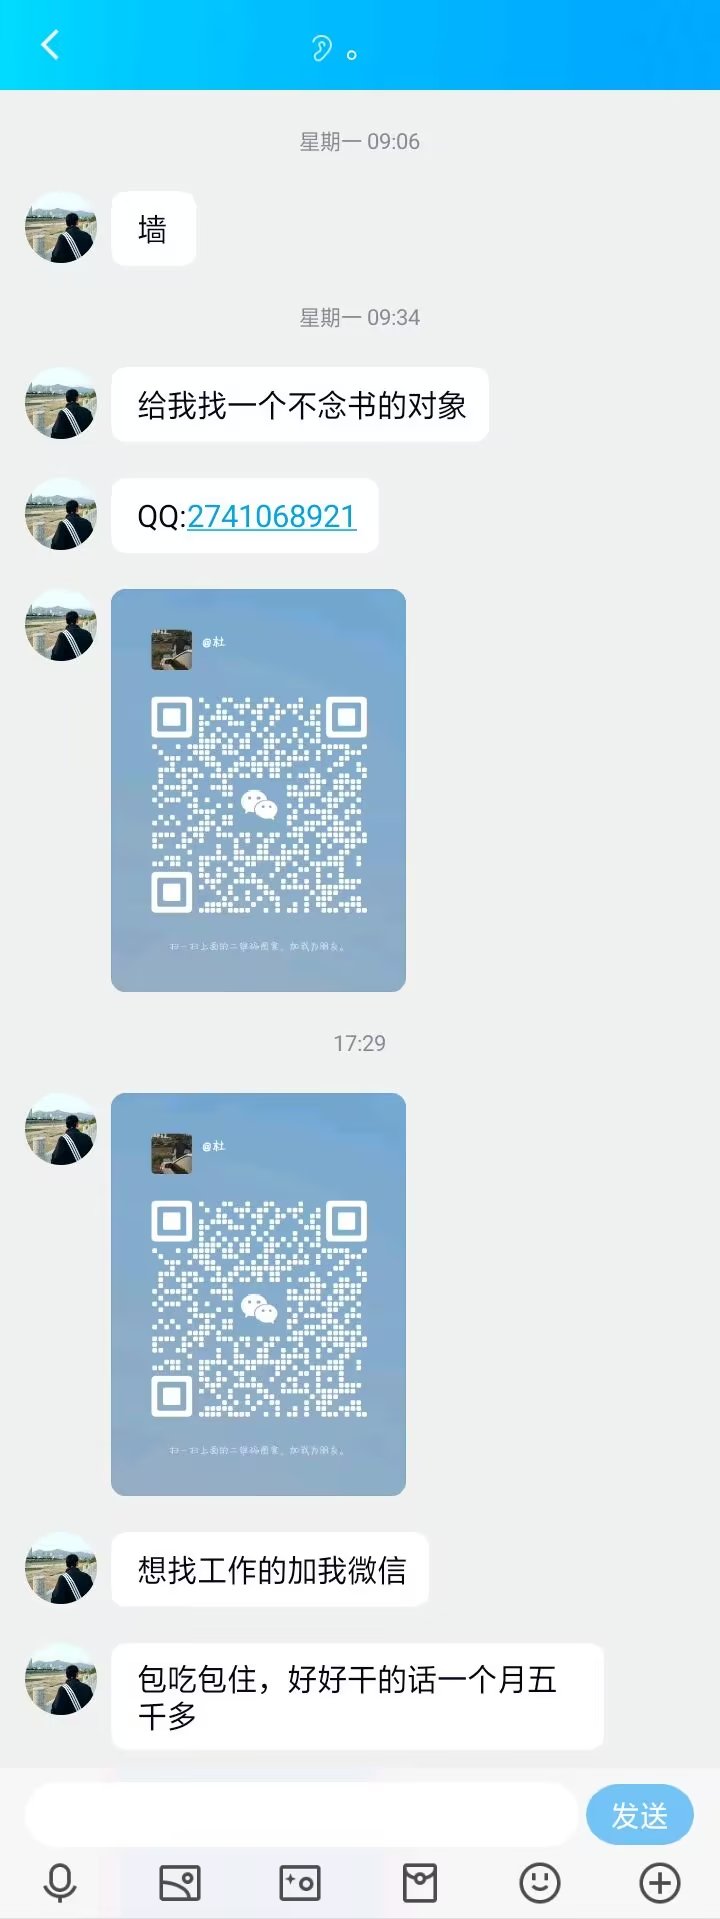 星期一 09:06
墙
星期一 09:34
给我找一个不念书的对象
QQ:2741068921
@杜
扫一扫上面的二维码图案，加我为朋友。
17:29
@杜
扫一扫上面的二维码图案，加我为朋友。
想找工作的加我微信
包吃包住，好好干的话一个月五
千多
发送